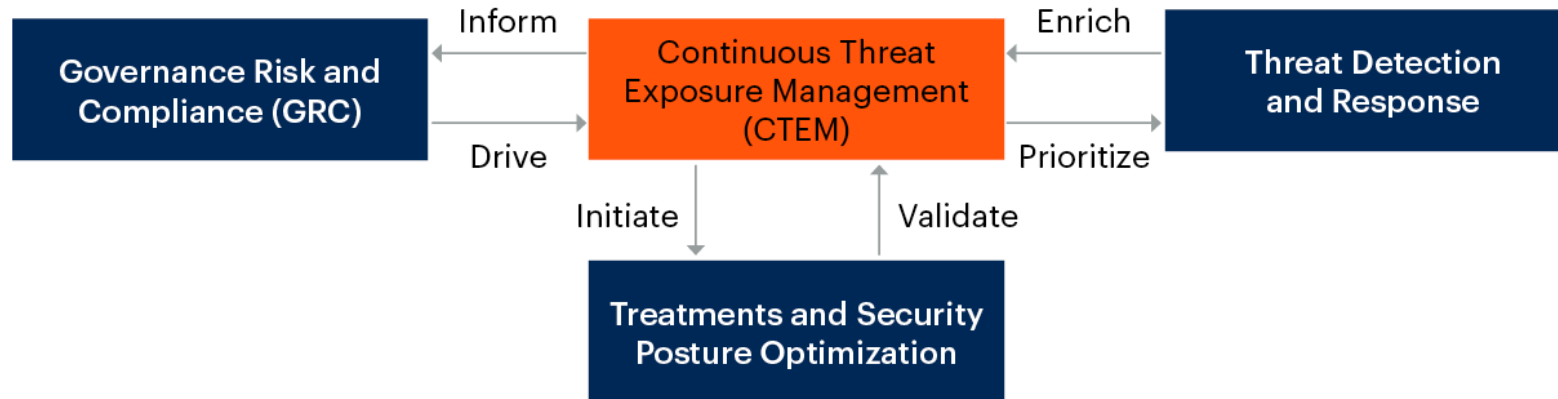 Inform
Enrich
Governance Risk and
Compliance (GRC)
Continuous Threat
Exposure Management
(CTEM)
Threat Detection
and Response
Drive
Prioritize
Initiate
Validate
Treatments and Security
Posture Optimization